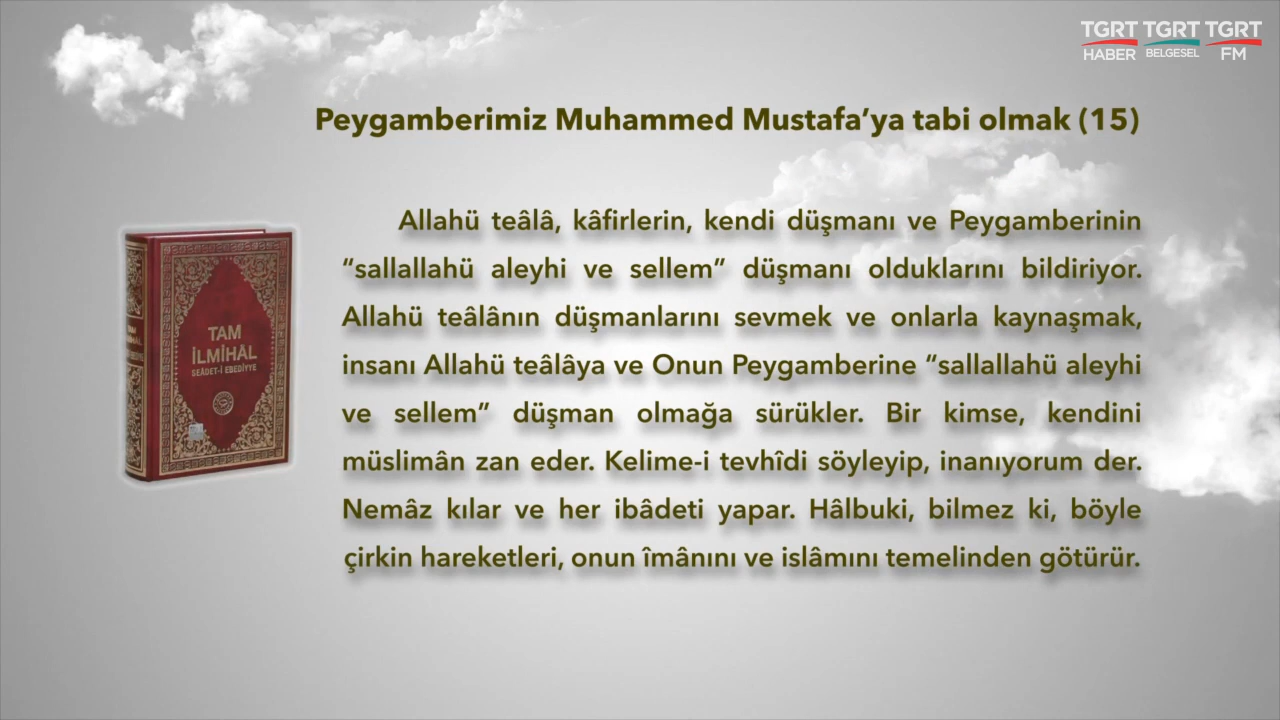 TGRT TGRT TGRT
HABER BELGESEL FM
Peygamberimiz Muhammed Mustafa’ya tabi olmak (15)
Allahü teâlâ, kâfirlerin, kendi düşmanı ve Peygamberinin
“sallallahü aleyhi ve sellem” düşmanı olduklarını bildiriyor.
Allahü teâlânın düşmanlarını sevmek ve onlarla kaynaşmak,
insanı Allahü teâlâya ve Onun Peygamberine “sallallahü aleyhi
ve sellem” düşman olmağa sürükler. Bir kimse, kendini
müslimân zan eder. Kelime-i tevhîdi söyleyip, inanıyorum der.
Nemâz kılar ve her ibâdeti yapar. Hâlbuki, bilmez ki, böyle
çirkin hareketleri, onun îmânını ve islâmını temelinden götürür.
TAM
İLMİHÂL
SEÂDET-İ EBEDİYYE